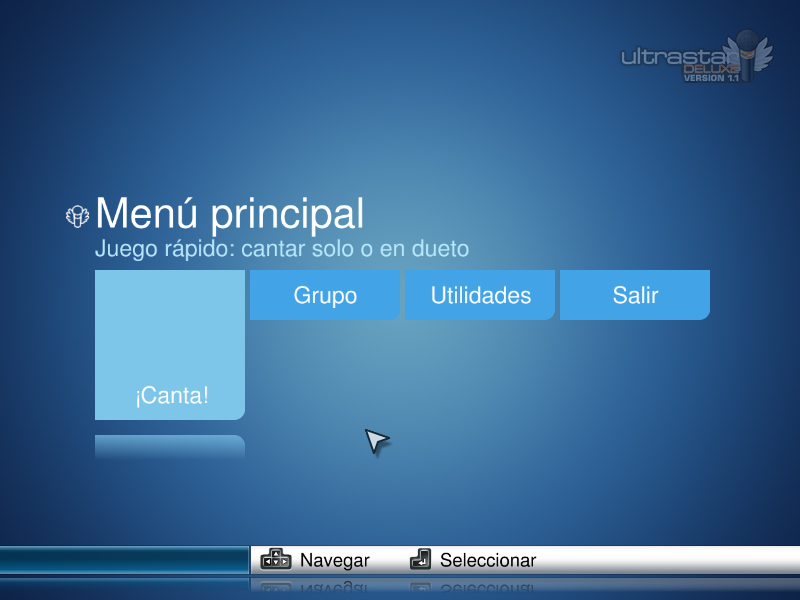 ultrastar
DELUXE
VERSION 1.1
Menú principal
Juego rápido: cantar solo o en dueto
Grupo
Utilidades
Salir
¡Canta!
Navegar
Seleccionar